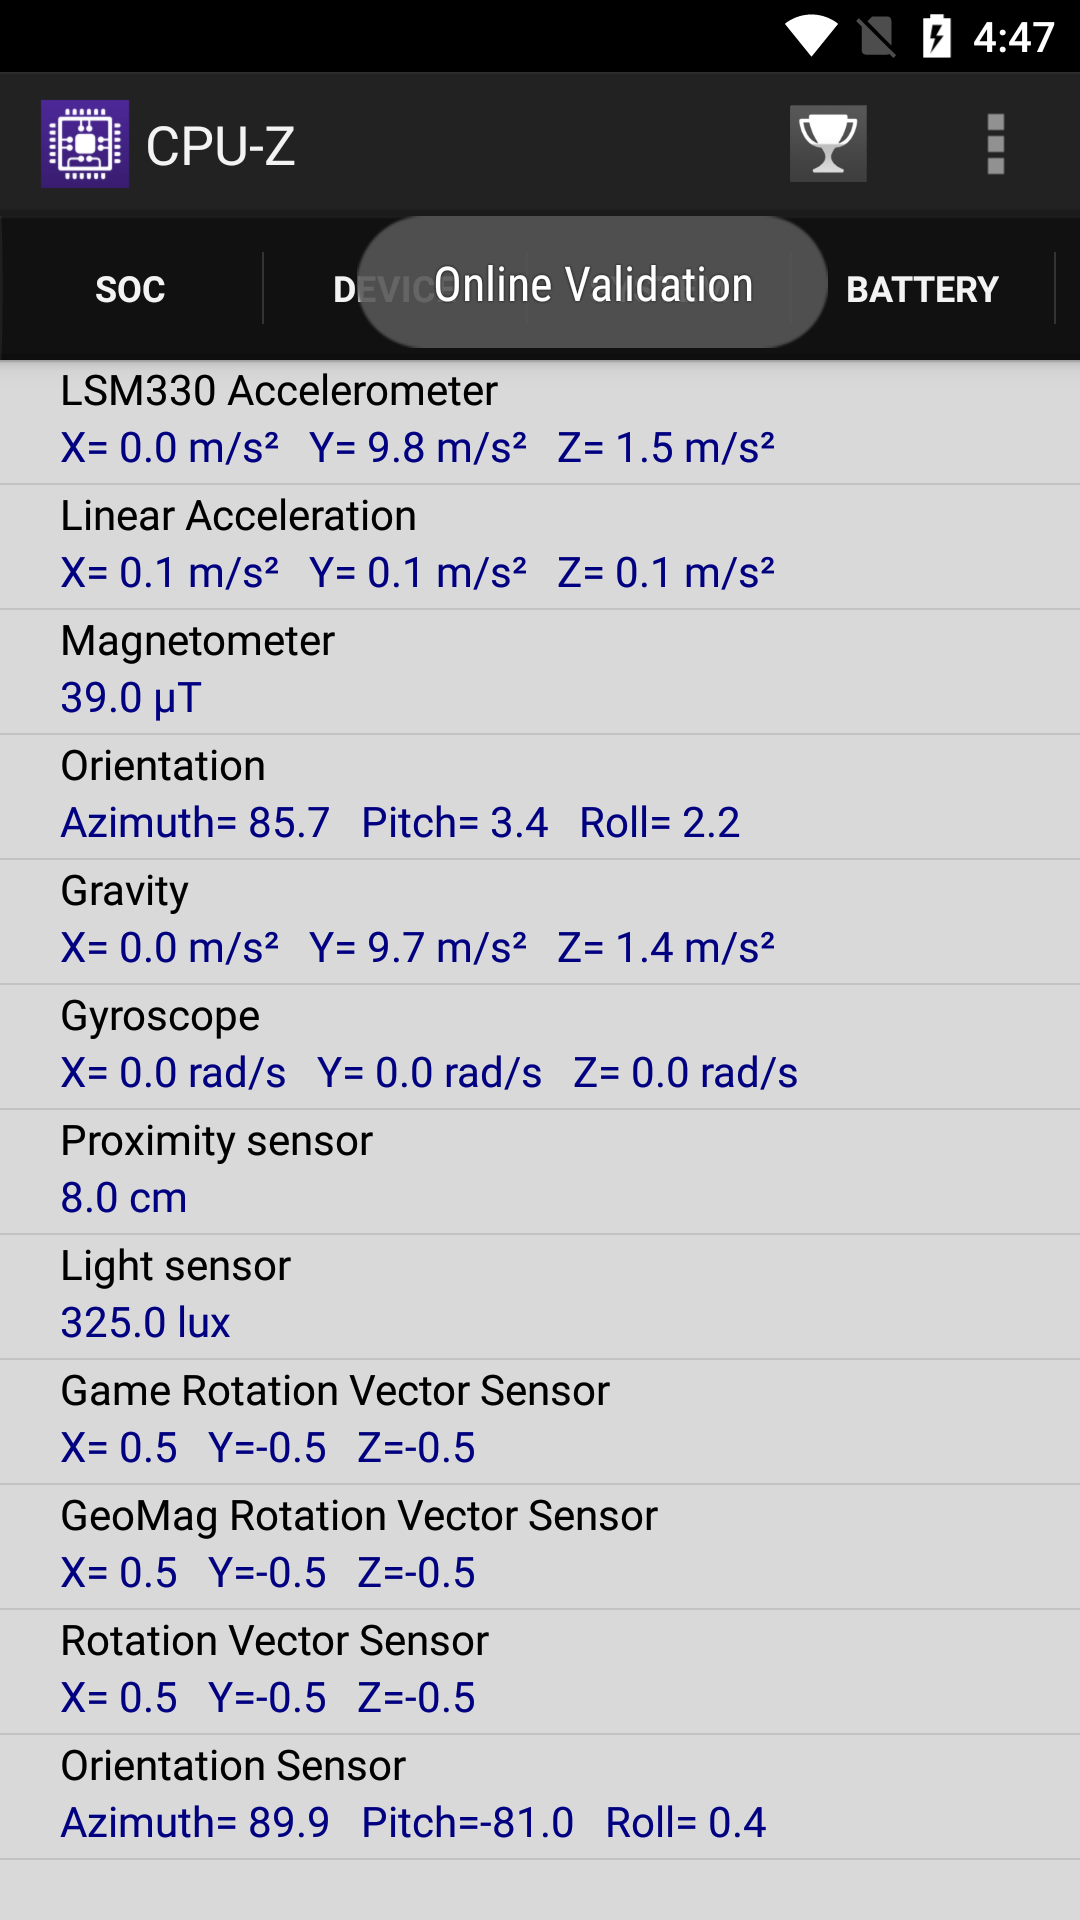 4:47
CPU-Z
SOC
DEVICE
Online Validation
BATTERY
LSM330 Accelerometer
X= 0.0 m/s²   Y= 9.8 m/s²   Z= 1.5 m/s²
Linear Acceleration
X= 0.1 m/s²   Y= 0.1 m/s²   Z= 0.1 m/s²
Magnetometer
39.0 μT
Orientation
Azimuth= 85.7   Pitch= 3.4   Roll= 2.2
Gravity
X= 0.0 m/s²   Y= 9.7 m/s²   Z= 1.4 m/s²
Gyroscope
X= 0.0 rad/s   Y= 0.0 rad/s   Z= 0.0 rad/s
Proximity sensor
8.0 cm
Light sensor
325.0 lux
Game Rotation Vector Sensor
X= 0.5   Y=-0.5   Z=-0.5
GeoMag Rotation Vector Sensor
X= 0.5   Y=-0.5   Z=-0.5
Rotation Vector Sensor
X= 0.5   Y=-0.5   Z=-0.5
Orientation Sensor
Azimuth= 89.9   Pitch=-81.0   Roll= 0.4